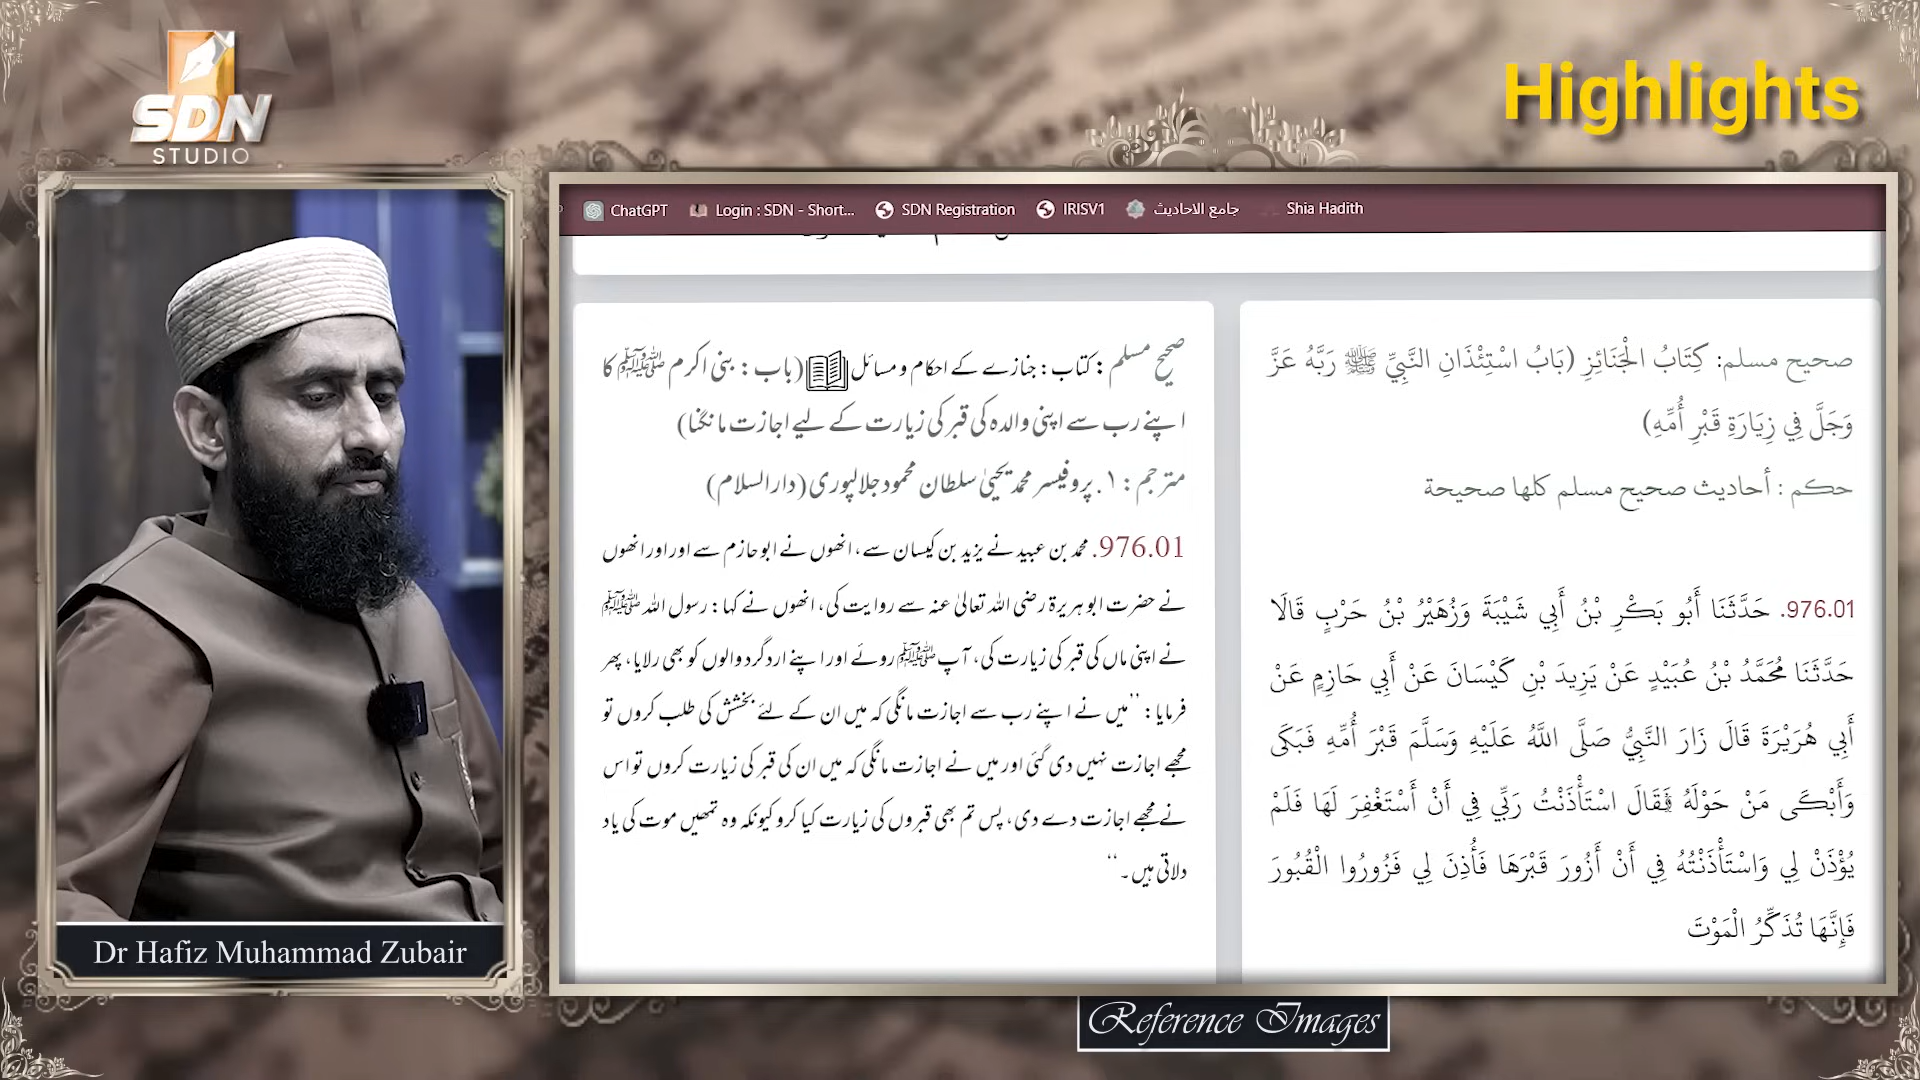 SDN
STUDIO
Highlights
ChatGPT
Login : SDN - Short...
SDN Registration
IRISV1
جامع الاحاديث
Shia Hadith
صحیح مسلم: کتاب: جنازے کے احکام و مسائل (باب: بنی اکرم ﷺ کا
اپنے رب سے اپنی والدہ کی قبر کی زیارت کے لیے اجازت مانگنا)
مترجم: ١. پروفیسر محمد یحییٰ سلطان محمود جلالپوری (دار السلام)
976.01. محمد بن عبید نے یزید بن کیسان سے، انھوں نے ابو حازم سے اور اور انھوں
نے حضرت ابو ہریرۃ رضی اللہ تعالیٰ عنہ سے روایت کی، انھوں نے کہا: رسول اللہ ﷺ
نے اپنی ماں کی قبر کی زیارت کی، آپ ﷺ روئے اور اپنے ارد گرد والوں کو بھی رلایا، پھر
فرمایا: ’’میں نے اپنے رب سے اجازت مانگی کہ میں ان کے لئے بخشش کی طلب کروں تو
مجھے اجازت نہیں دی گئی اور میں نے اجازت مانگی کہ میں ان کی قبر کی زیارت کروں تو اس
نے مجھے اجازت دے دی، پس تم بھی قبروں کی زیارت کیا کرو کیونکہ وہ تمھیں موت کی یاد
دلاتی ہیں۔‘‘
صحيح مسلم: كِتَابُ الْجَنَائِزِ (بَابُ اسْتِئْذَانِ النَّبِيِّ ﷺ رَبَّهُ عَزَّ
وَجَلَّ فِي زِيَارَةِ قَبْرِ أُمِّهِ)
حكم : أحاديث صحيح مسلم كلها صحيحة
976.01. حَدَّثَنَا أَبُو بَكْرِ بْنُ أَبِي شَيْبَةَ وَزُهَيْرُ بْنُ حَرْبٍ قَالَا
حَدَّثَنَا مُحَمَّدُ بْنُ عُبَيْدٍ عَنْ يَزِيدَ بْنِ كَيْسَانَ عَنْ أَبِي حَازِمٍ عَنْ
أَبِي هُرَيْرَةَ قَالَ زَارَ النَّبِيُّ صَلَّى اللَّهُ عَلَيْهِ وَسَلَّمَ قَبْرَ أُمِّهِ فَبَكَى
وَأَبْكَى مَنْ حَوْلَهُ فَقَالَ اسْتَأْذَنْتُ رَبِّي فِي أَنْ أَسْتَغْفِرَ لَهَا فَلَمْ
يُؤْذَنْ لِي وَاسْتَأْذَنْتُهُ فِي أَنْ أَزُورَ قَبْرَهَا فَأُذِنَ لِي فَزُورُوا الْقُبُورَ
فَإِنَّهَا تُذَكِّرُ الْمَوْتَ
Dr Hafiz Muhammad Zubair
Reference Images